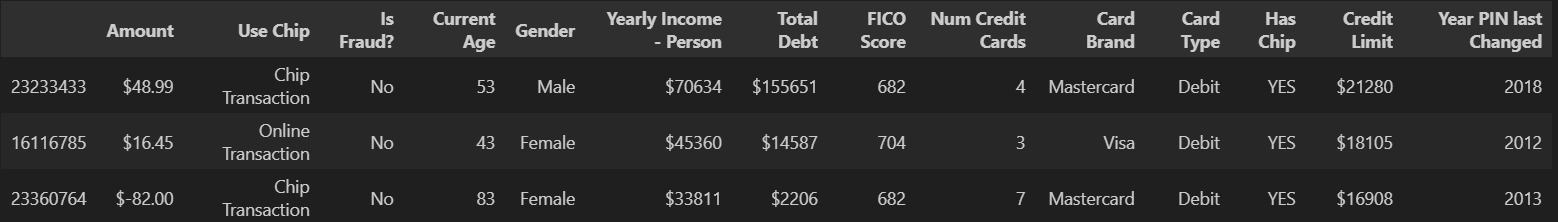 Amount Use Chip Is Fraud? Current Age Gender Yearly Income - Person Total Debt FICO Score Num Credit Cards Card Brand Card Type Has Chip Credit Limit Year PIN last Changed
23233433 $48.99 Chip Transaction No 53 Male $70634 $155651 682 4 Mastercard Debit YES $21280 2018
16116785 $16.45 Online Transaction No 43 Female $45360 $14587 704 3 Visa Debit YES $18105 2012
23360764 $-82.00 Chip Transaction No 83 Female $33811 $2206 682 7 Mastercard Debit YES $16908 2013